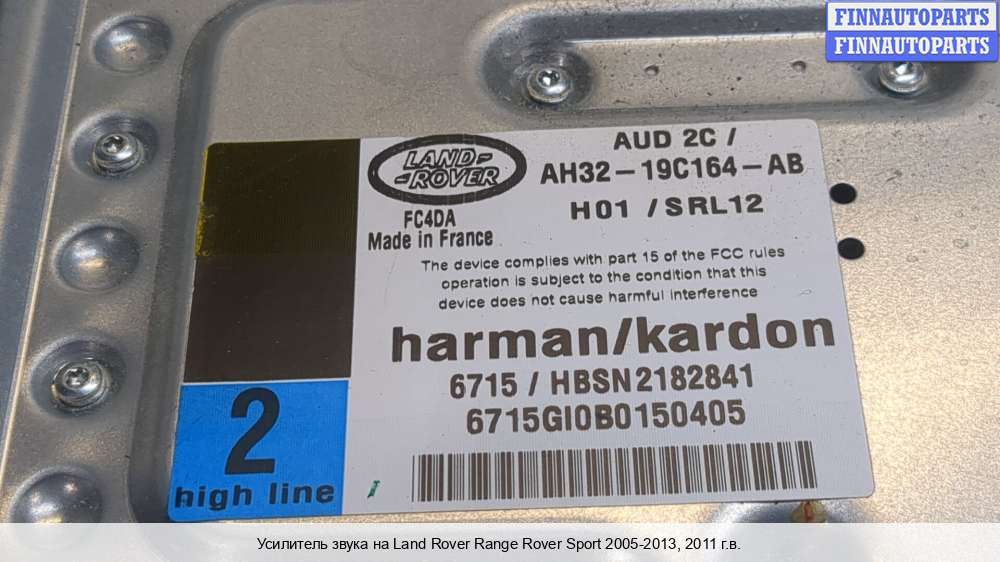 FINNAUTOPARTS
FINNAUTOPARTS
LAND-
-ROVER
FC4DA
Made in France
AUD 2C /
AH32-19C164-AB
H01 /SRL12
The device complies with part 15 of the FCC rules
operation is subject to the condition that this
device does not cause harmful interference
harman/kardon
6715 / HBSN2182841
6715GI0B0150405
2
high line
Усилитель звука на Land Rover Range Rover Sport 2005-2013, 2011 г.в.